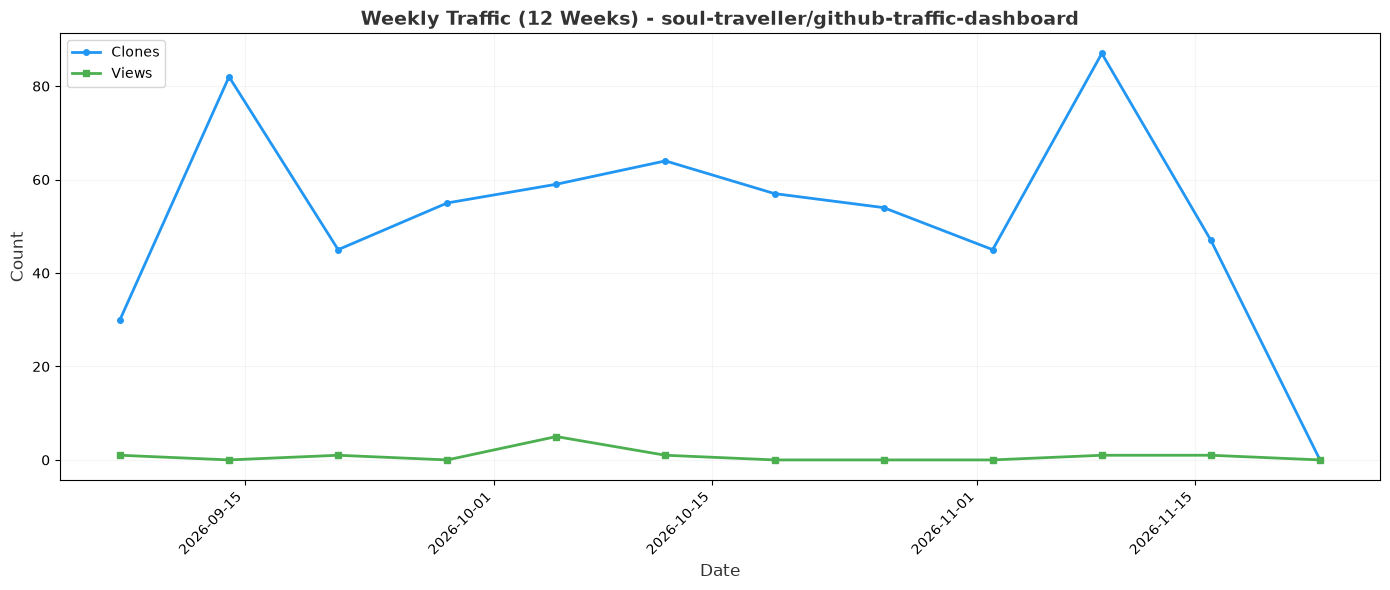 Weekly Traffic (12 Weeks) - soul-traveller/github-traffic-dashboard
Clones
Views
Count
80
60
40
20
0
2026-09-15
2026-10-01
2026-10-15
2026-11-01
2026-11-15
Date